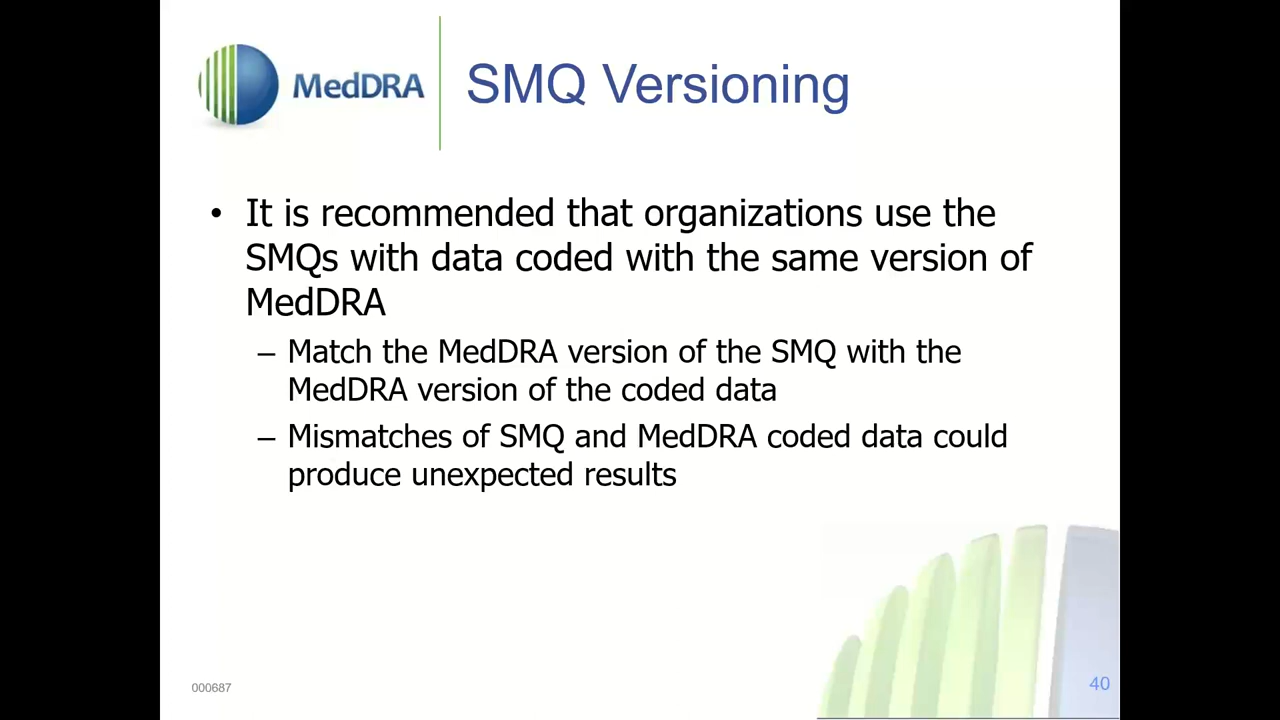 MedDRA
SMQ Versioning
• It is recommended that organizations use the
SMQs with data coded with the same version of
MedDRA
– Match the MedDRA version of the SMQ with the
MedDRA version of the coded data
– Mismatches of SMQ and MedDRA coded data could
produce unexpected results
000687
40